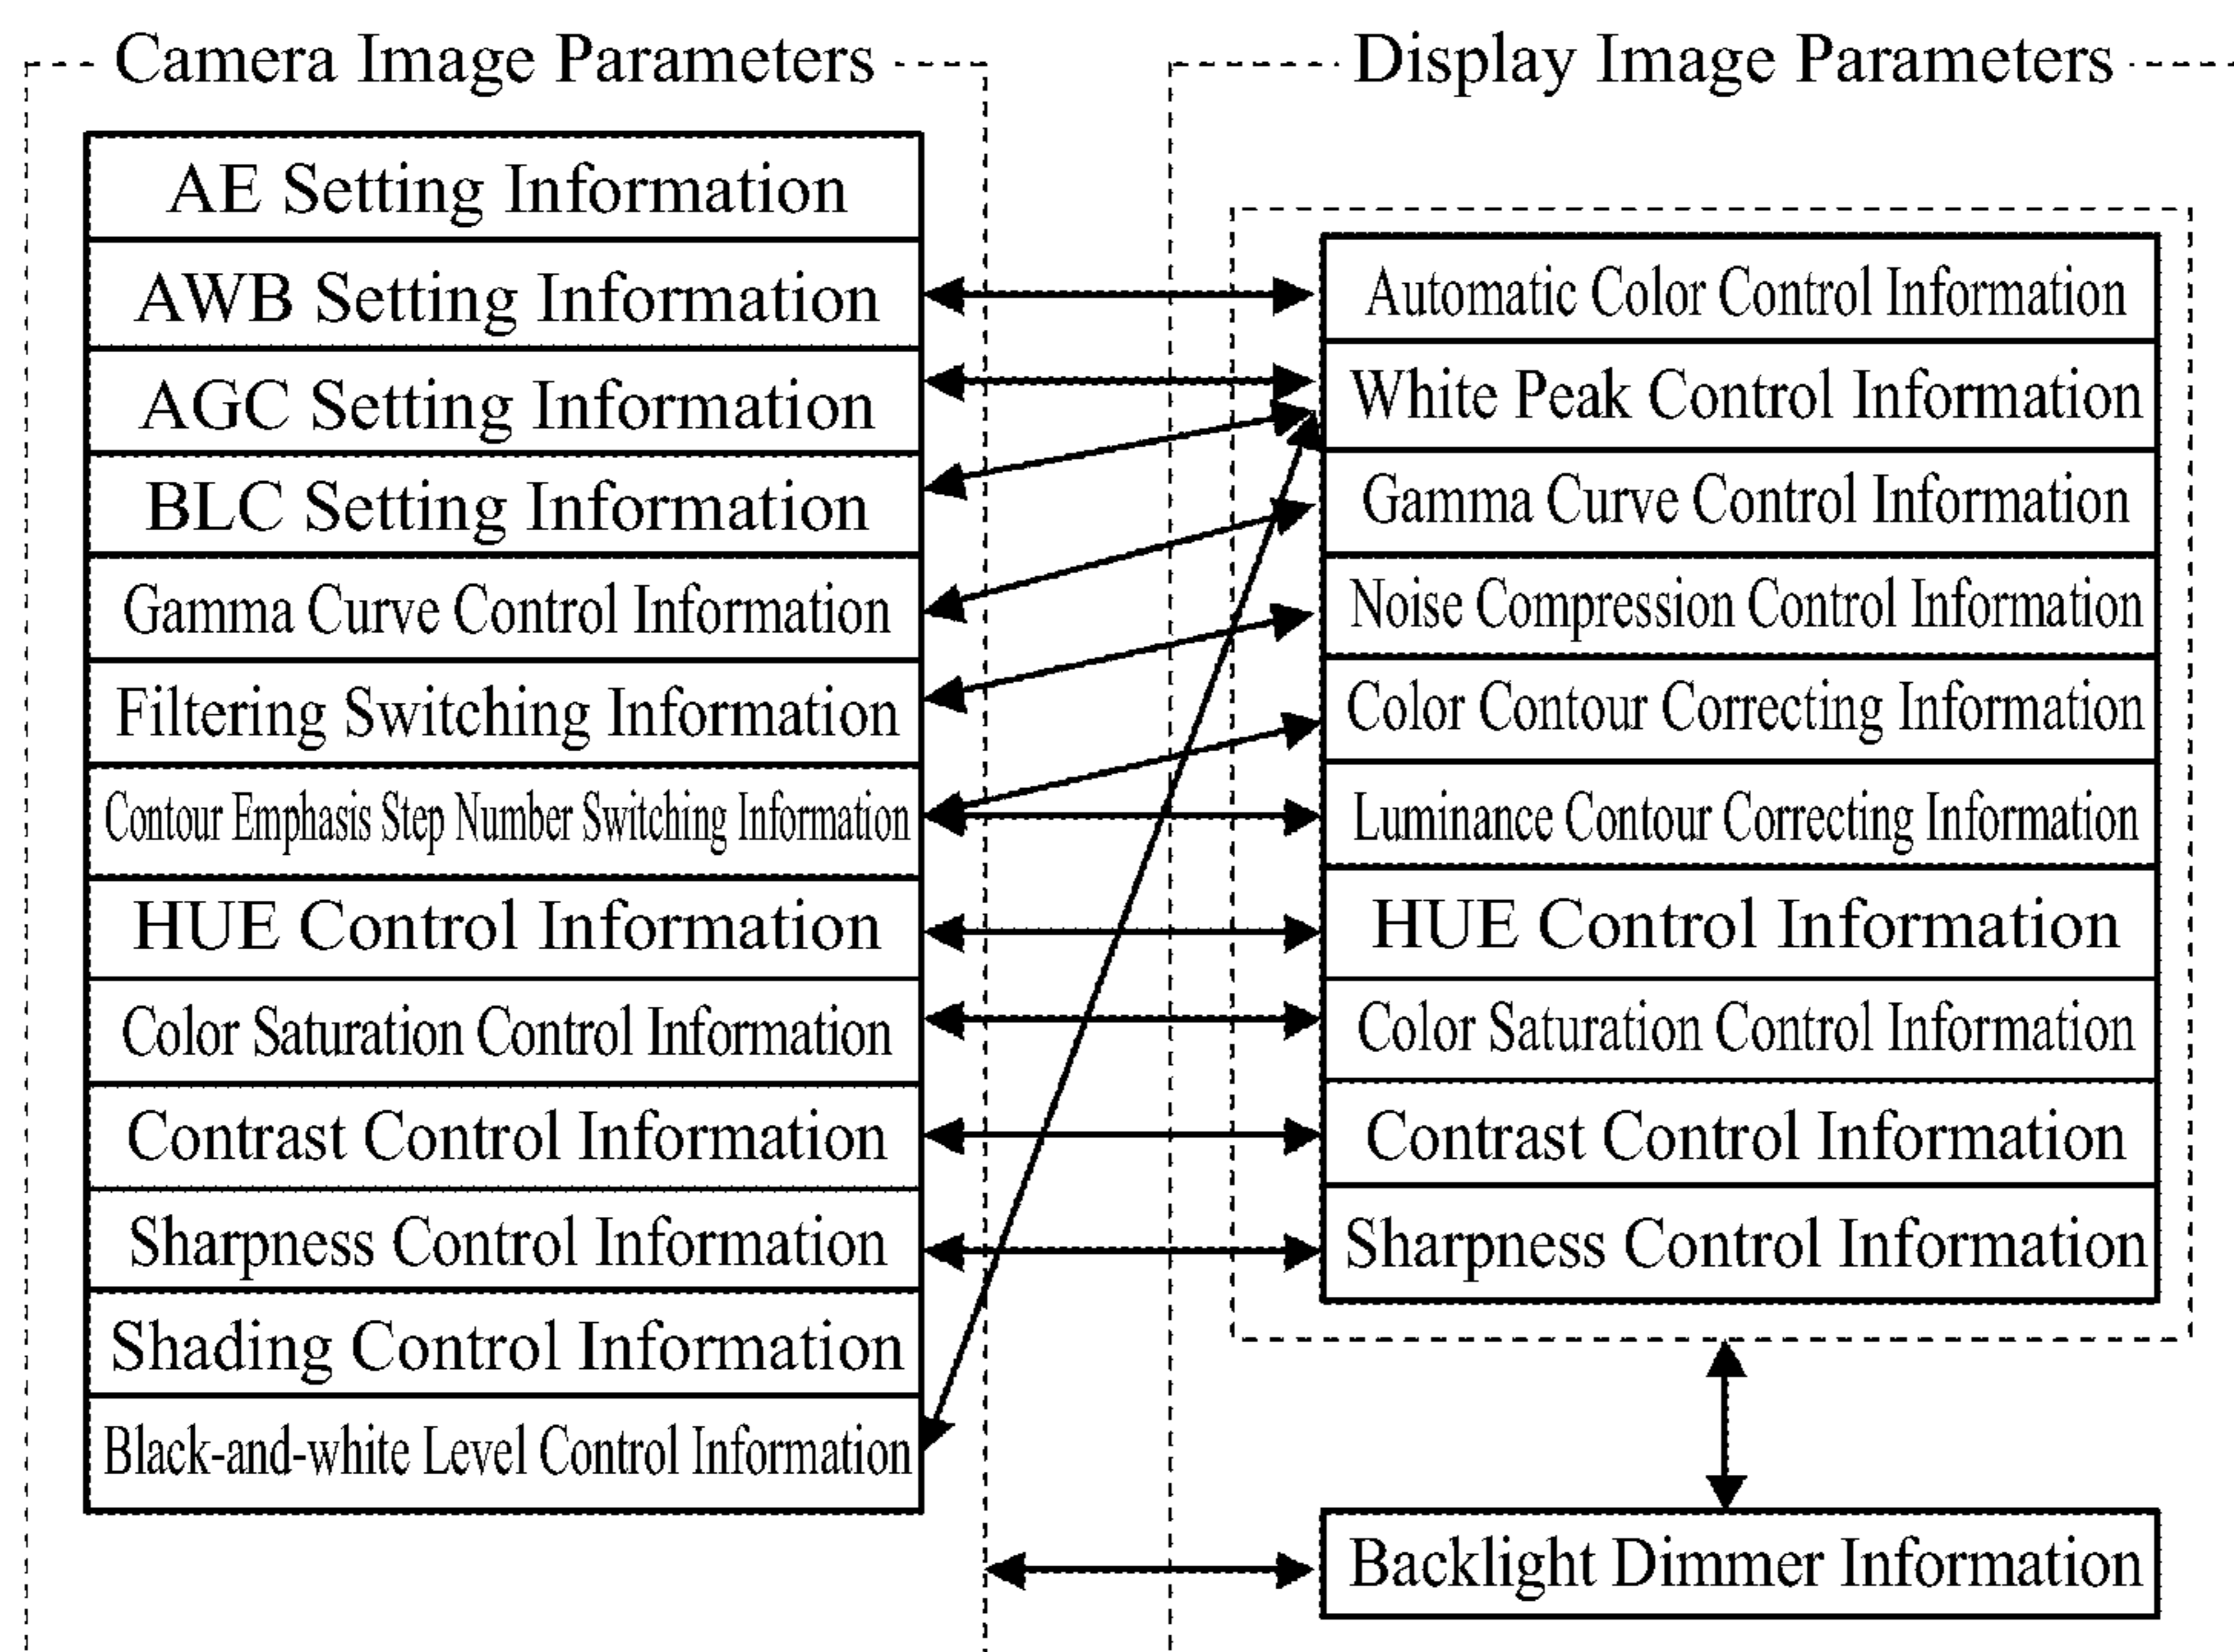 Camera Image Parameters
AE Setting Information
AWB Setting Information
AGC Setting Information
BLC Setting Information
Gamma Curve Control Information
Filtering Switching Information
Contour Emphasis Step Number Switching Information
HUE Control Information
Color Saturation Control Information
Contrast Control Information
Sharpness Control Information
Shading Control Information
Black-and-white Level Control Information
Display Image Parameters
Automatic Color Control Information
White Peak Control Information
Gamma Curve Control Information
Noise Compression Control Information
Color Contour Correcting Information
Luminance Contour Correcting Information
HUE Control Information
Color Saturation Control Information
Contrast Control Information
Sharpness Control Information
Backlight Dimmer Information